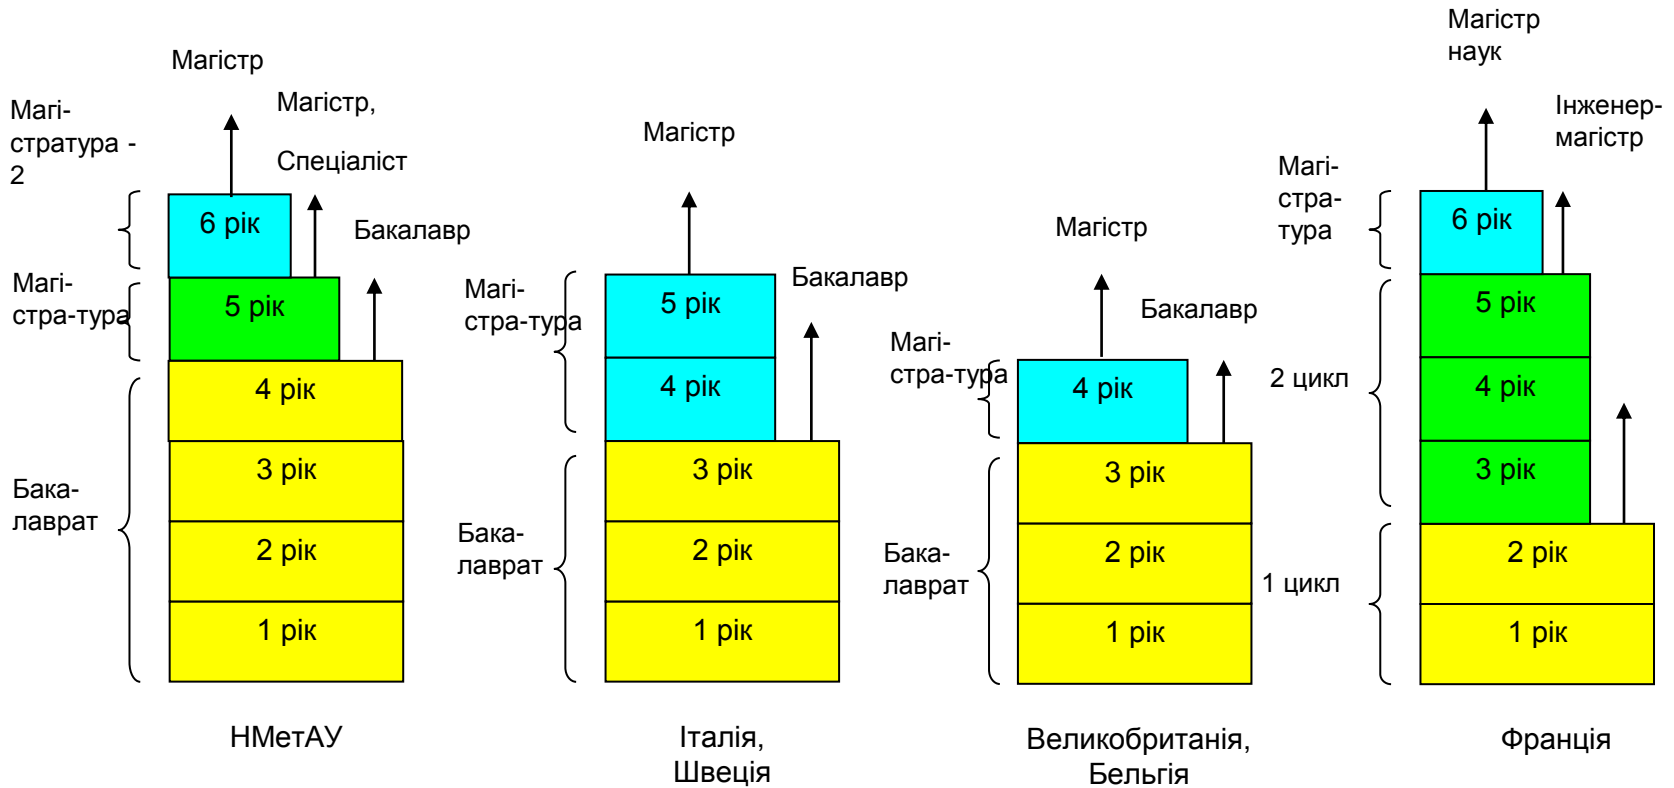 Магістр
Магі-
стратура -
2
Магістр,
Спеціаліст
6 рік
Бакалавр
Магі-
стра-тура
5 рік
4 рік
3 рік
Бака-
лаврат
2 рік
1 рік
НМетАУ
Магістр
Бакалавр
Магі-
стра-тура
5 рік
4 рік
3 рік
Бака-
лаврат
2 рік
1 рік
Італія,
Швеція
Магістр
Бакалавр
Магі-
стра-тура
4 рік
3 рік
Бака-
лаврат
2 рік
1 рік
Великобританія,
Бельгія
Магістр
наук
Інженер-
магістр
Магі-
стра-
тура
6 рік
5 рік
2 цикл
4 рік
3 рік
1 цикл
2 рік
1 рік
Франція